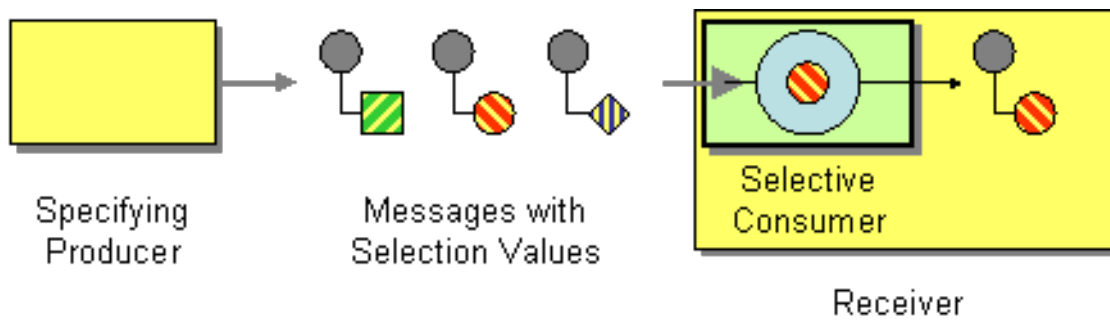 Specifying
Producer
Messages with
Selection Values
Selective
Consumer
Receiver